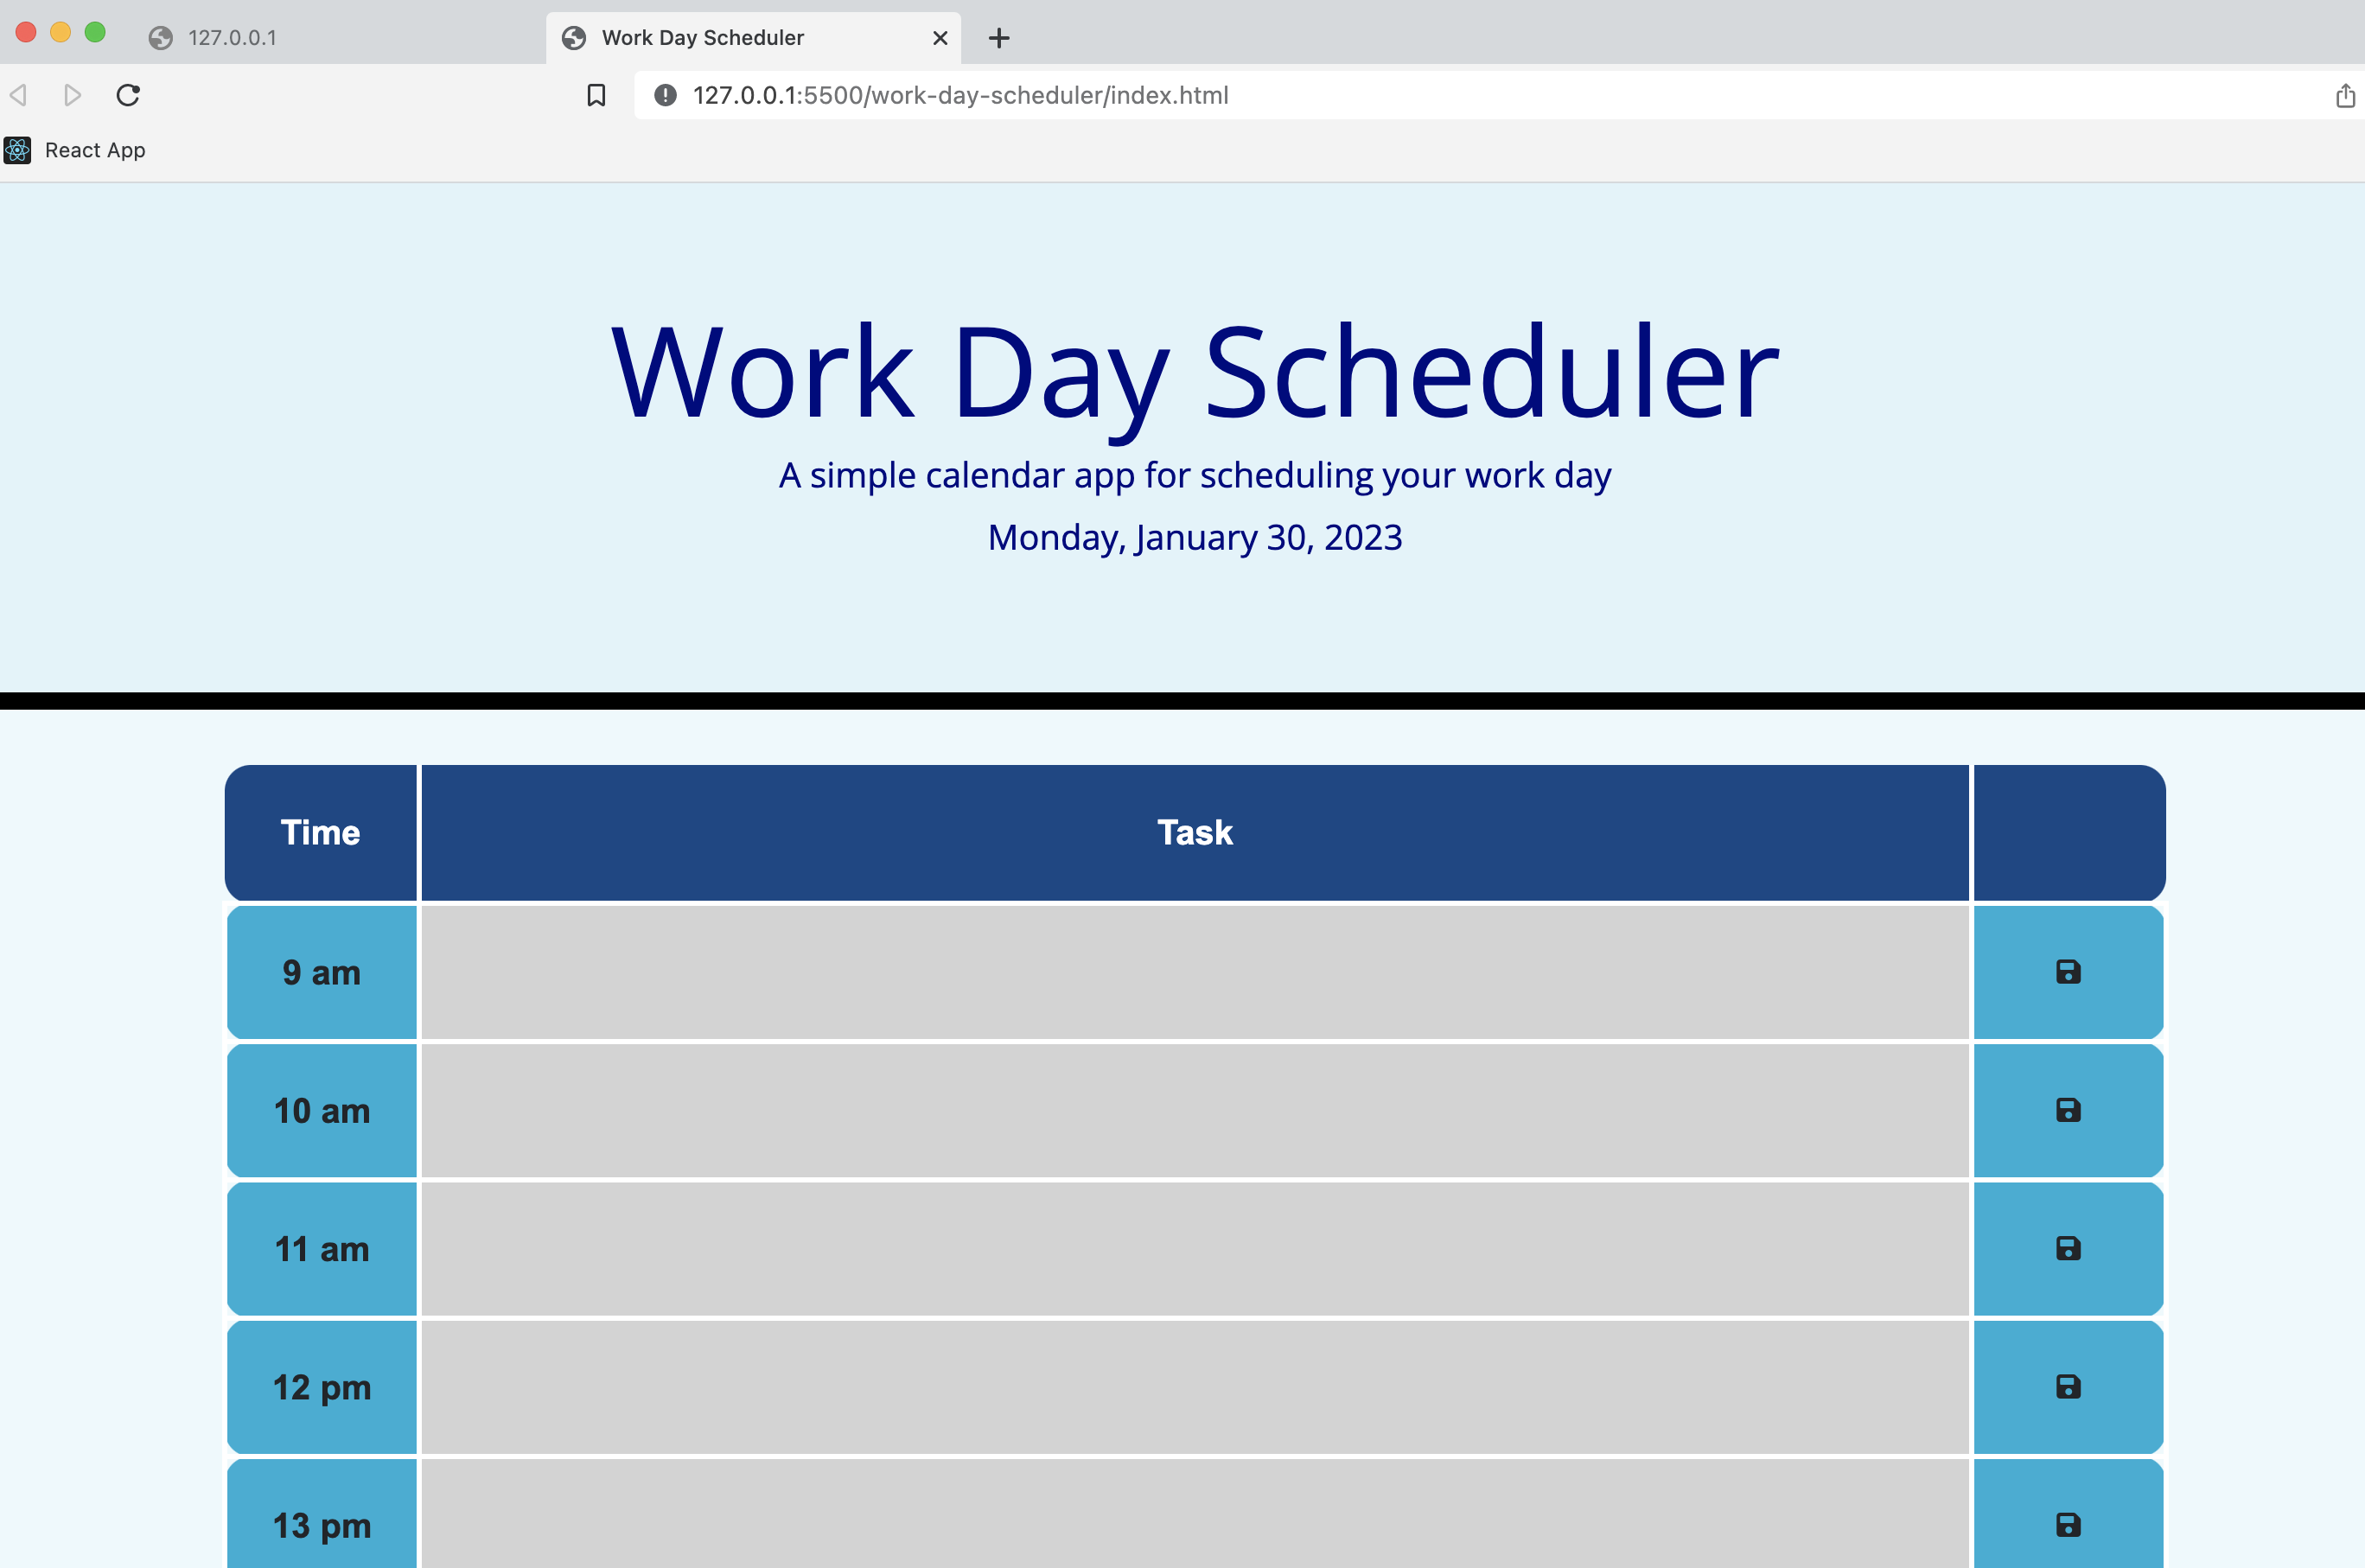 127.0.0.1
Work Day Scheduler
127.0.0.1:5500/work-day-scheduler/index.html
React App
Work Day Scheduler
A simple calendar app for scheduling your work day
Monday, January 30, 2023
Time Task
9 am
10 am
11 am
12 pm
13 pm